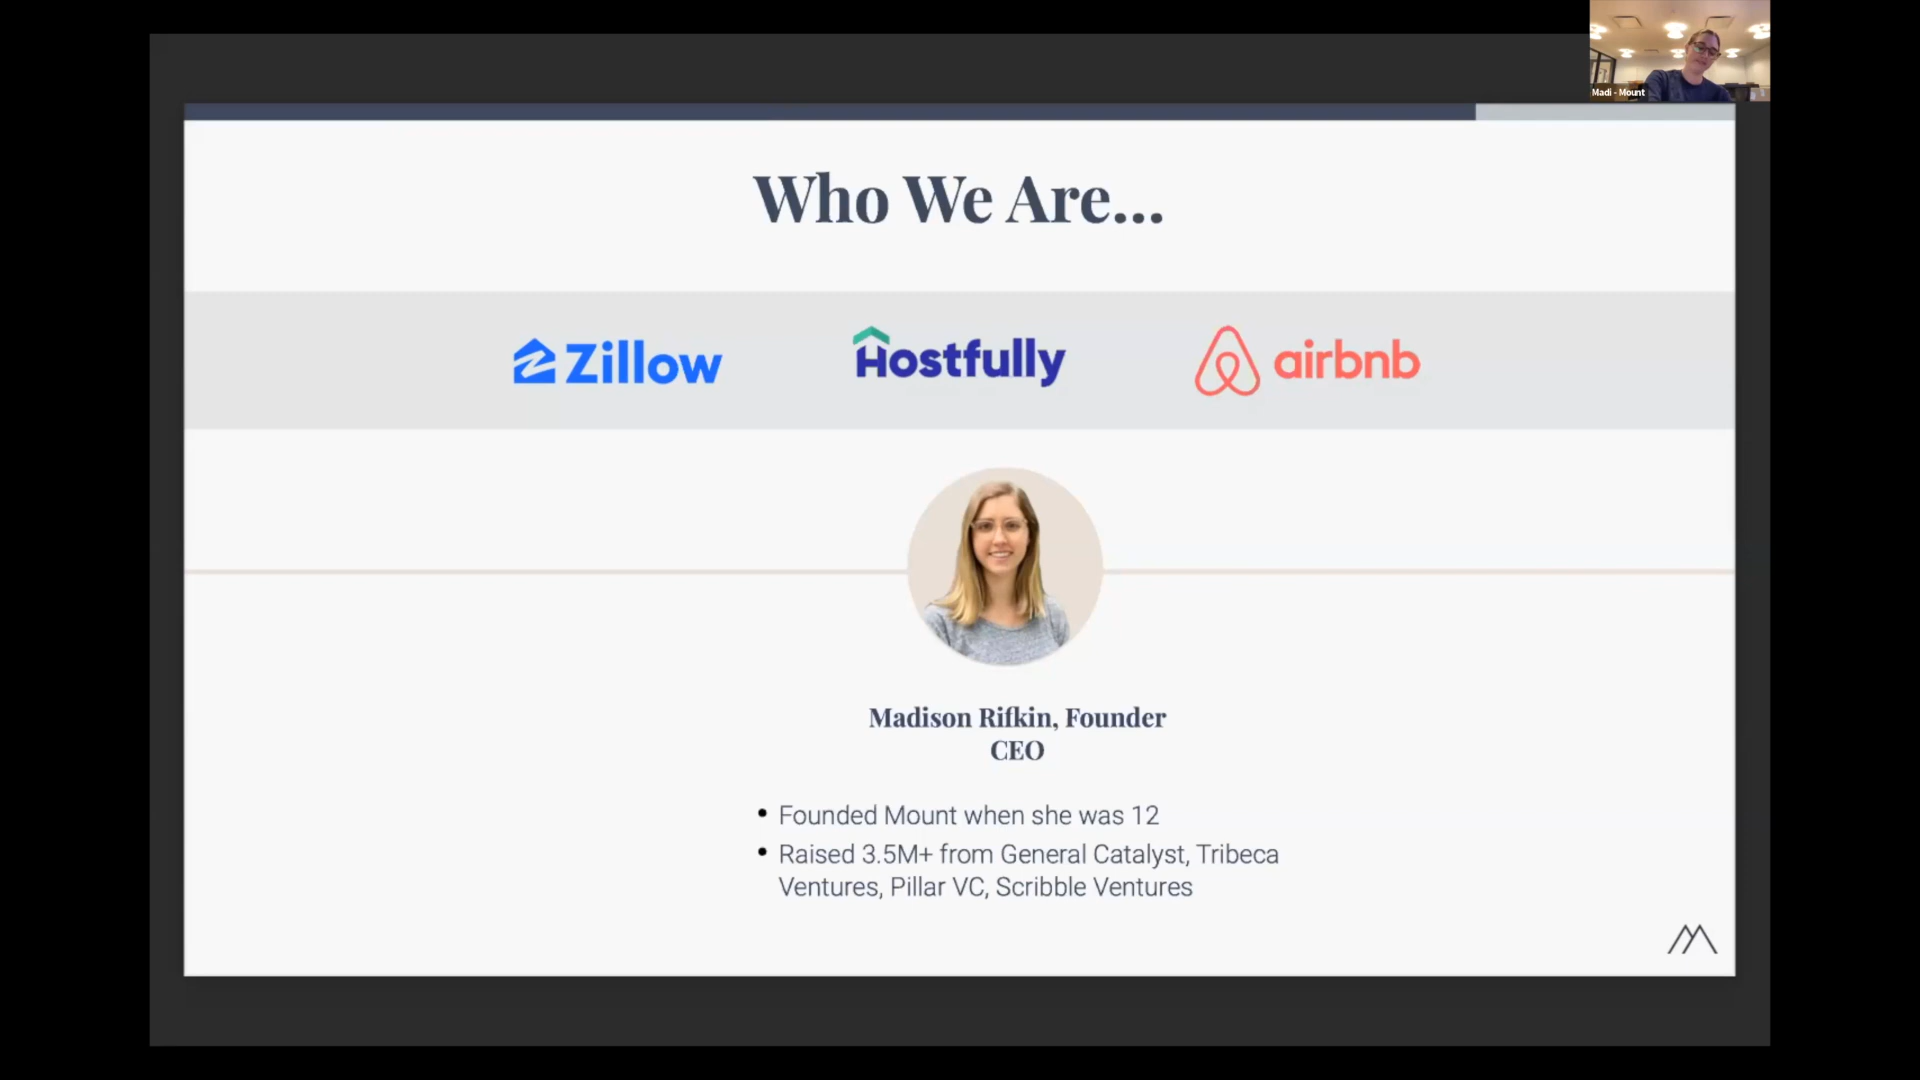 Madi - Mount
Who We Are...
Zillow
Hostfully
airbnb
Madison Rifkin, Founder
CEO
• Founded Mount when she was 12
• Raised 3.5M+ from General Catalyst, Tribeca
Ventures, Pillar VC, Scribble Ventures